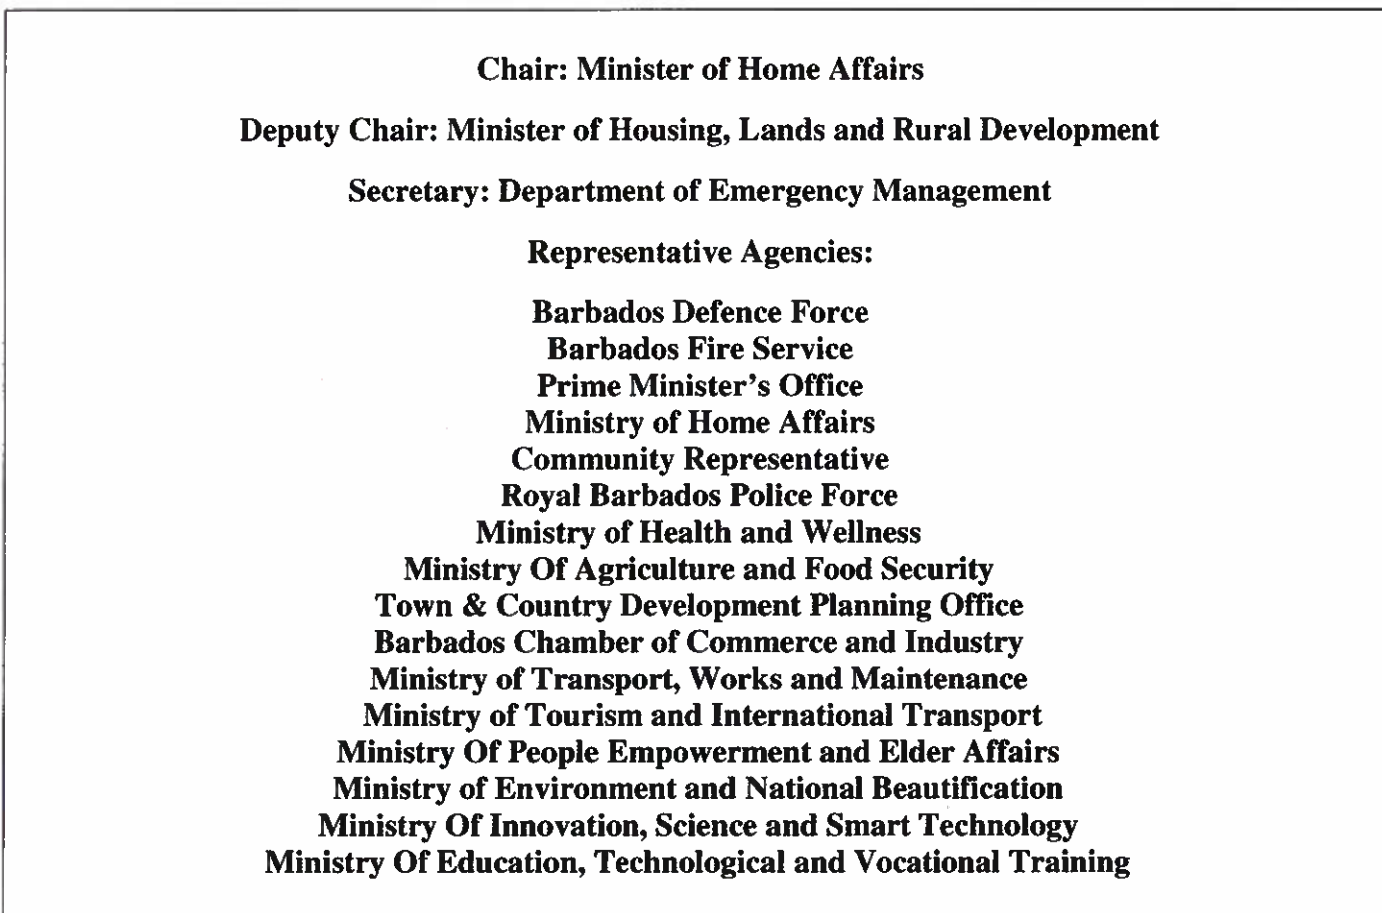 Chair: Minister of Home Affairs
Deputy Chair: Minister of Housing, Lands and Rural Development
Secretary: Department of Emergency Management
Representative Agencies:
Barbados Defence Force
Barbados Fire Service
Prime Minister's Office
Ministry of Home Affairs
Community Representative
Royal Barbados Police Force
Ministry of Health and Wellness
Ministry Of Agriculture and Food Security
Town & Country Development Planning Office
Barbados Chamber of Commerce and Industry
Ministry of Transport, Works and Maintenance
Ministry of Tourism and International Transport
Ministry Of People Empowerment and Elder Affairs
Ministry of Environment and National Beautification
Ministry Of Innovation, Science and Smart Technology
Ministry Of Education, Technological and Vocational Training